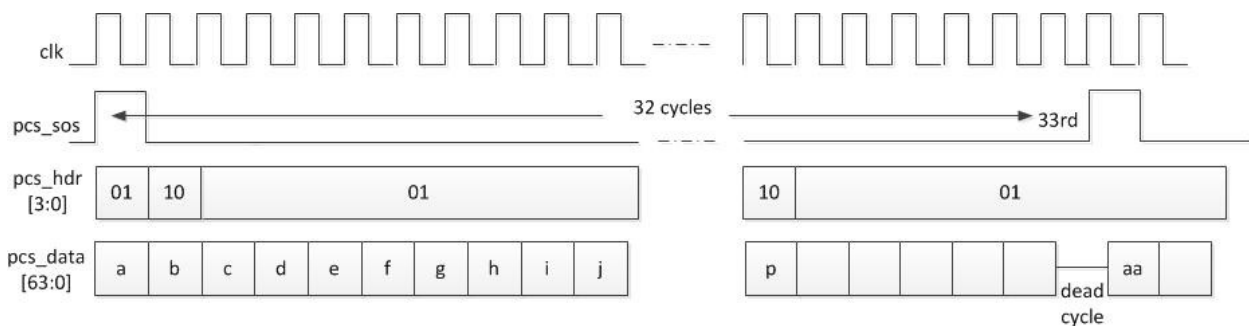 clk
32 cycles
pcs_sos
33rd
pcs_hdr
[3:0]
01 10 01 10 01
pcs_data
[63:0]
a b c d e f g h i j p aa
dead
cycle